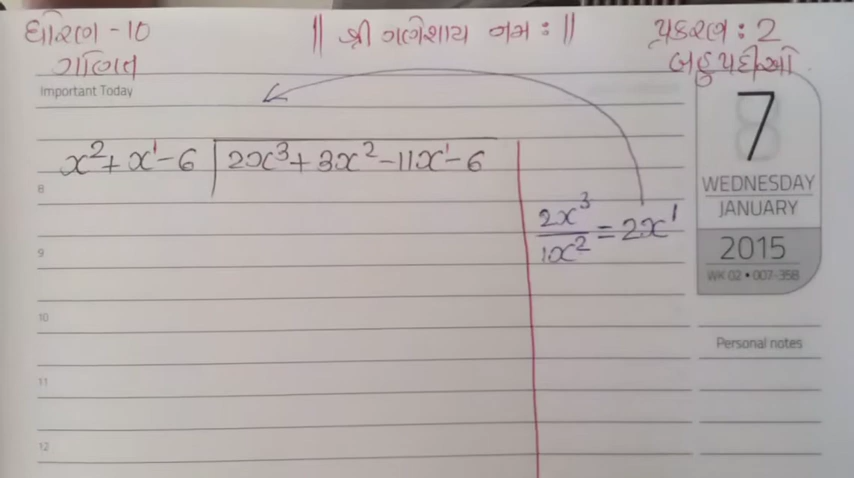 ધોરણ - 10
ગણિત
|| શ્રી ગણેશાય નમઃ ||
પ્રકરણ : 2
બહુપદીઓ
Important Today
7
WEDNESDAY
JANUARY
2015
WK 02 • 007-358
x²+x¹-6 | 2x³+3x²-11x¹-6
2x³/1x² = 2x¹
8
9
10
11
12
Personal notes